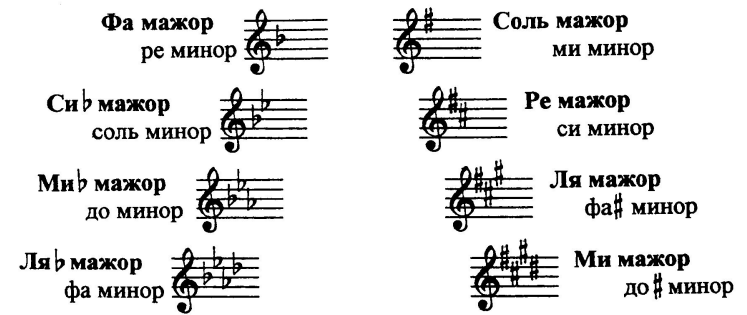 Фа мажор
ре минор
Соль мажор
ми минор
Си♭ мажор
соль минор
Ре мажор
си минор
Ми♭ мажор
до минор
Ля мажор
фа♯ минор
Ля♭ мажор
фа минор
Ми мажор
до♯ минор